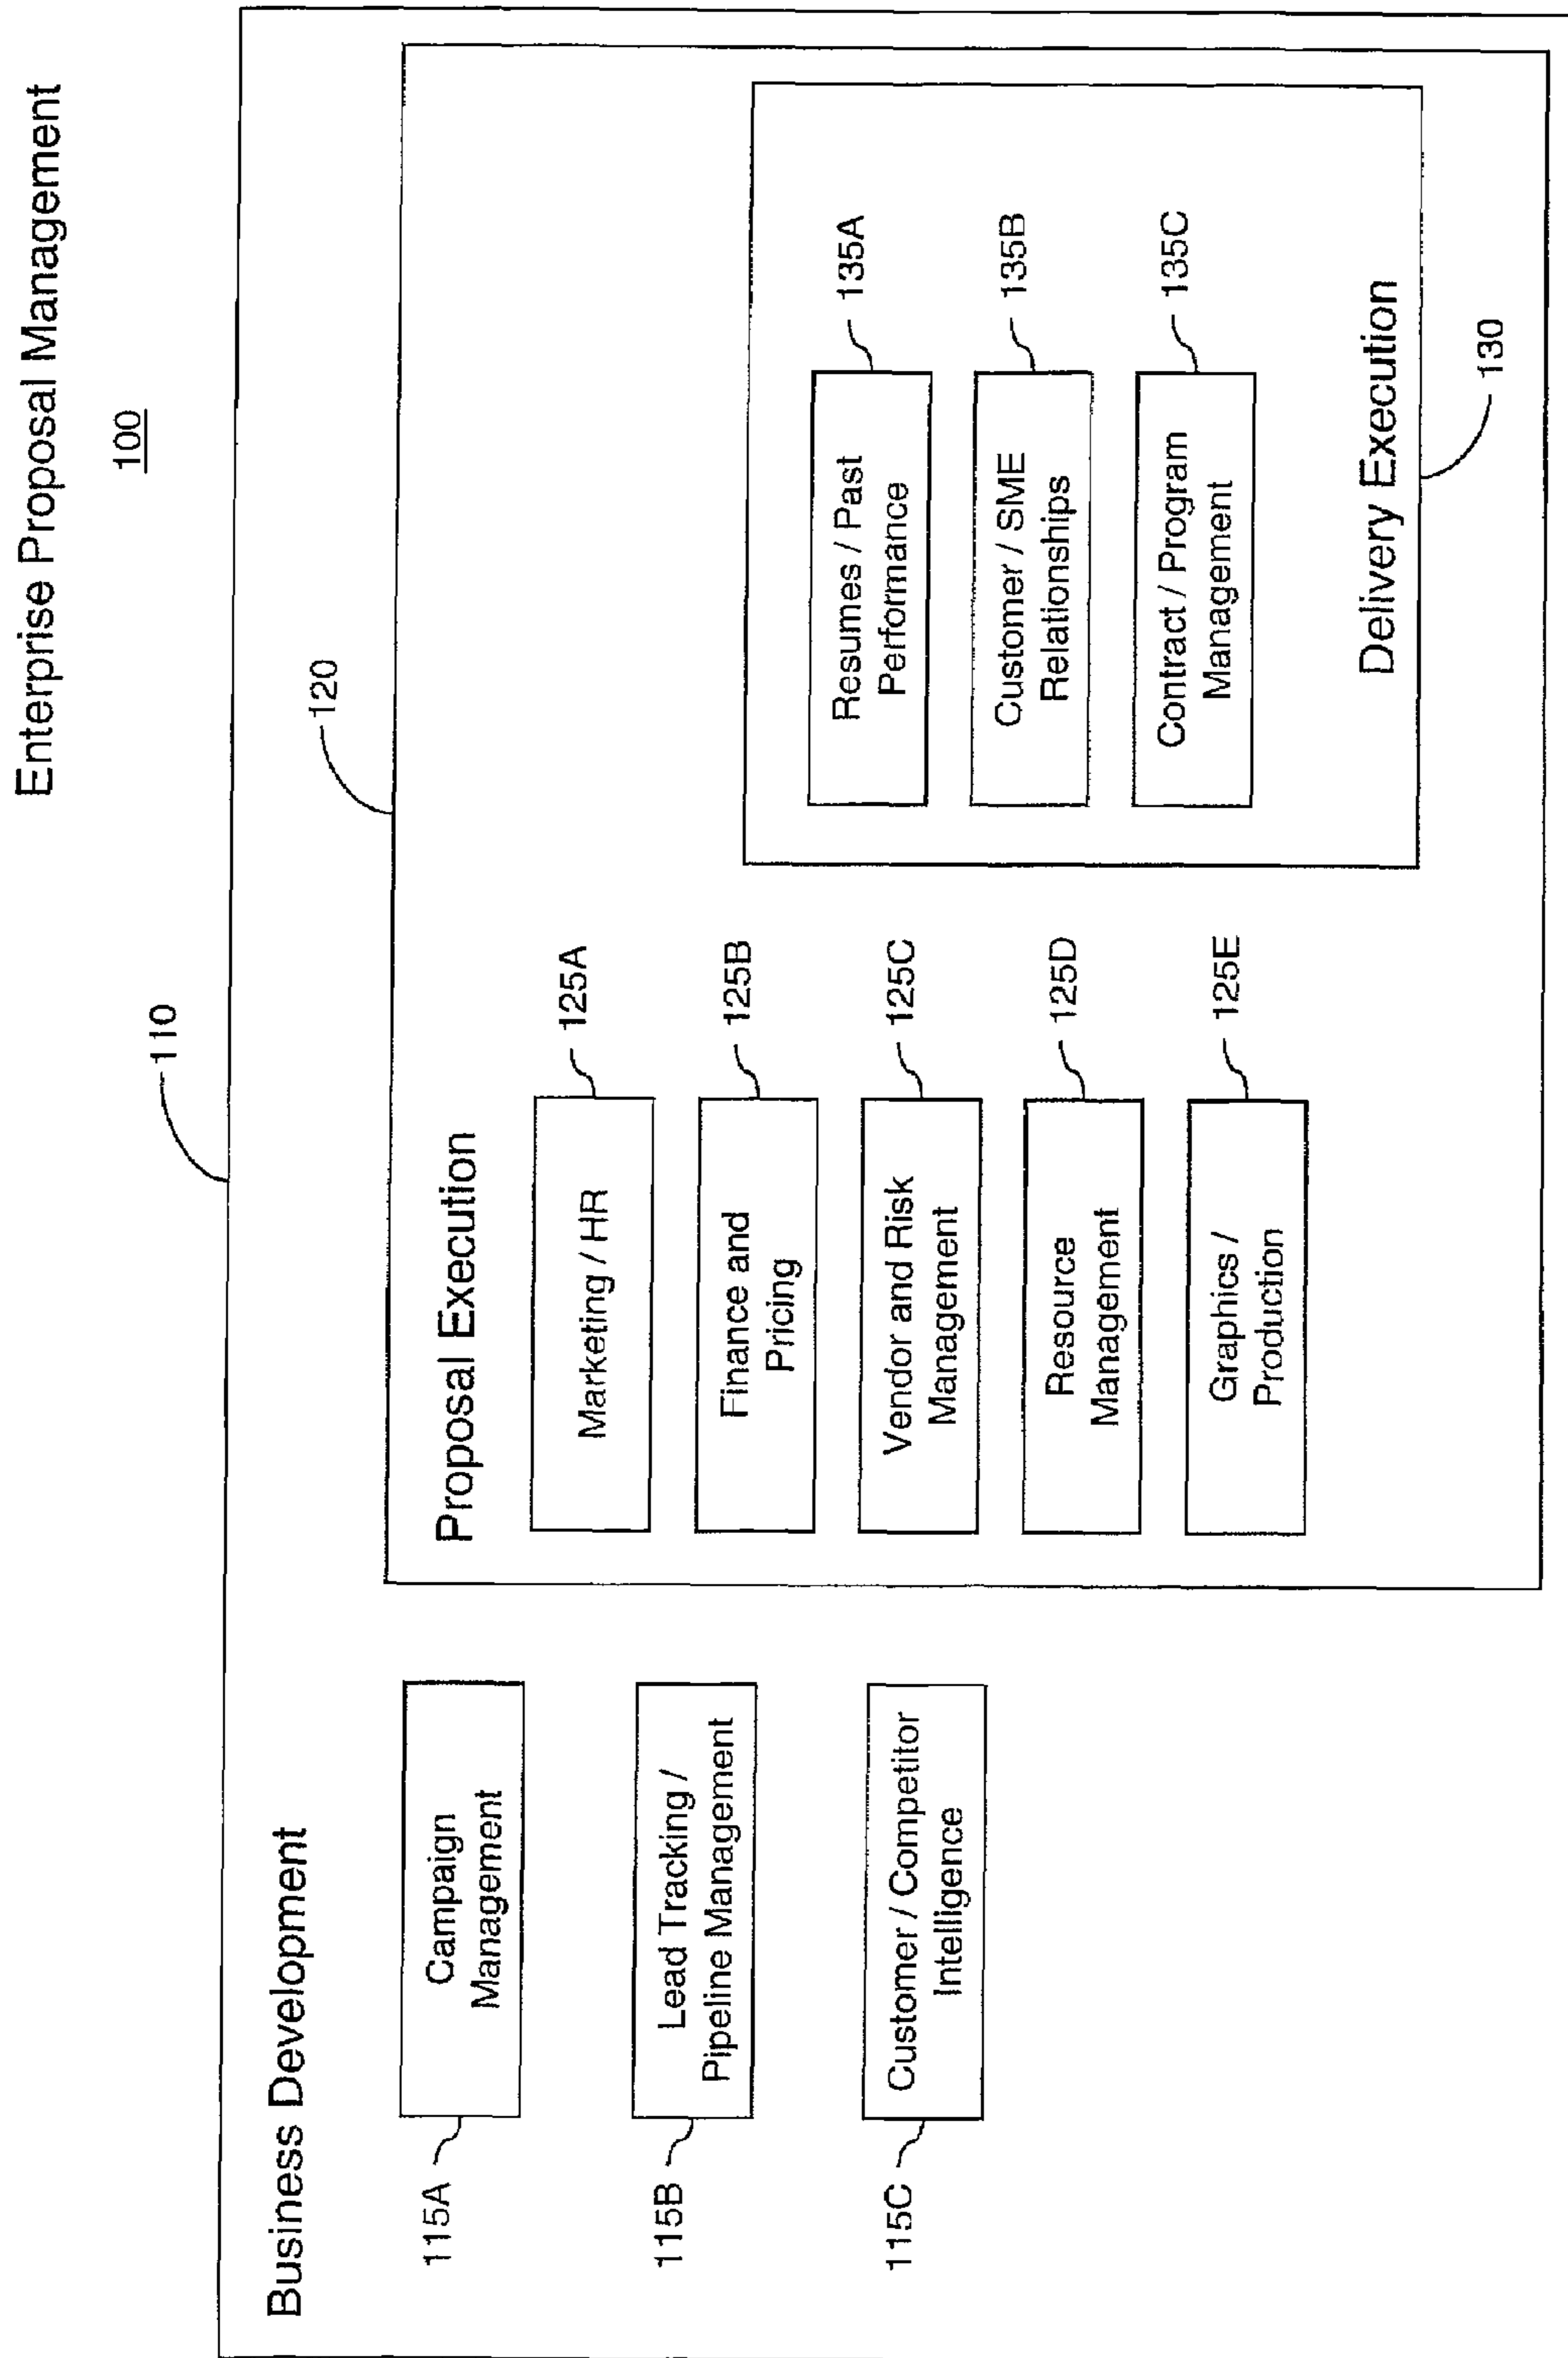 Enterprise Proposal Management
100
110
120
Business Development
115A
Campaign
Management
115B
Lead Tracking /
Pipeline Management
115C
Customer / Competitor
Intelligence
Proposal Execution
Marketing / HR
125A
Finance and
Pricing
125B
Vendor and Risk
Management
125C
Resource
Management
125D
Graphics /
Production
125E
Resumes / Past
Performance
135A
Customer / SME
Relationships
135B
Contract / Program
Management
135C
Delivery Execution
130